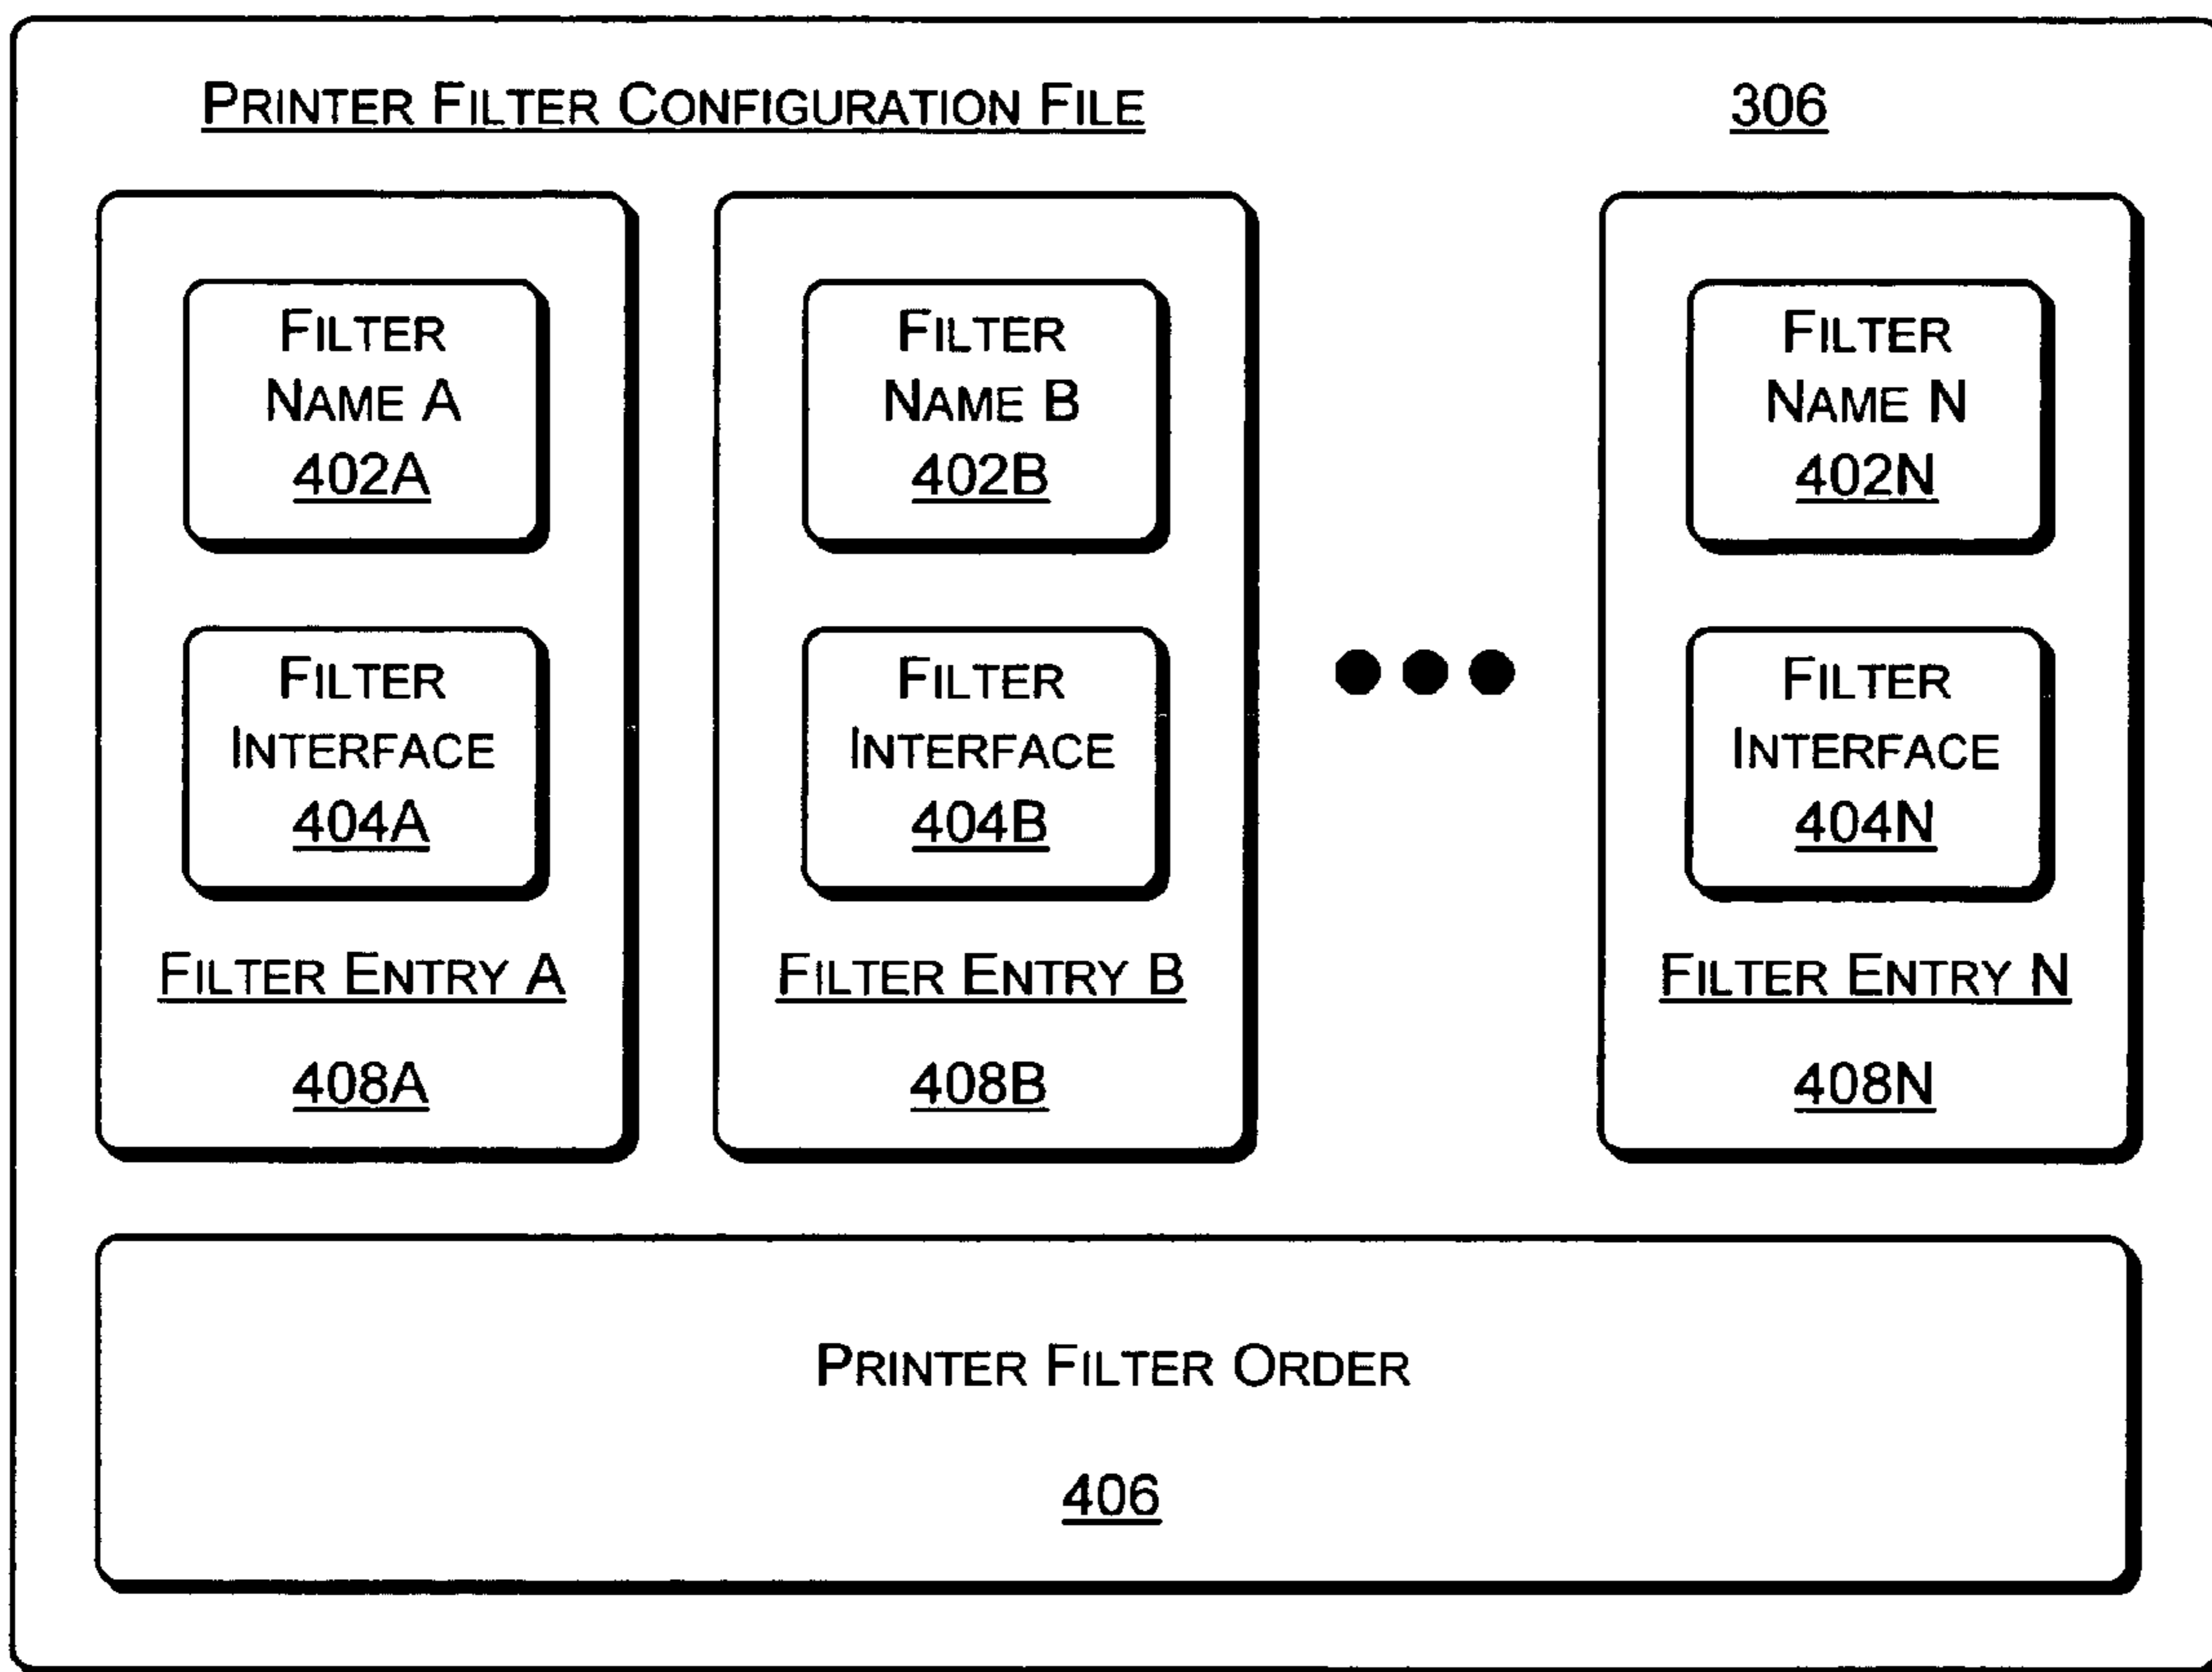 PRINTER FILTER CONFIGURATION FILE 306
FILTER
NAME A
402A
FILTER
INTERFACE
404A
FILTER ENTRY A
408A
FILTER
NAME B
402B
FILTER
INTERFACE
404B
FILTER ENTRY B
408B
FILTER
NAME N
402N
FILTER
INTERFACE
404N
FILTER ENTRY N
408N
PRINTER FILTER ORDER
406